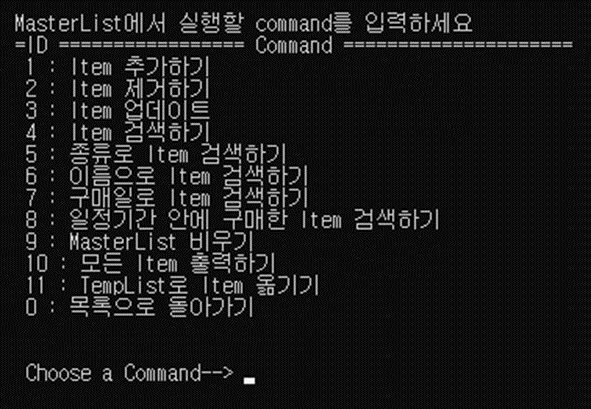 MasterList에서 실행할 command를 입력하세요
=ID ================= Command =====================
1 : Item 추가하기
2 : Item 제거하기
3 : Item 업데이트
4 : Item 검색하기
5 : 종류로 Item 검색하기
6 : 이름으로 Item 검색하기
7 : 구매일로 Item 검색하기
8 : 일정기간 안에 구매한 Item 검색하기
9 : MasterList 비우기
10 : 모든 Item 출력하기
11 : TempList로 Item 옮기기
0 : 목록으로 돌아가기
Choose a Command-->